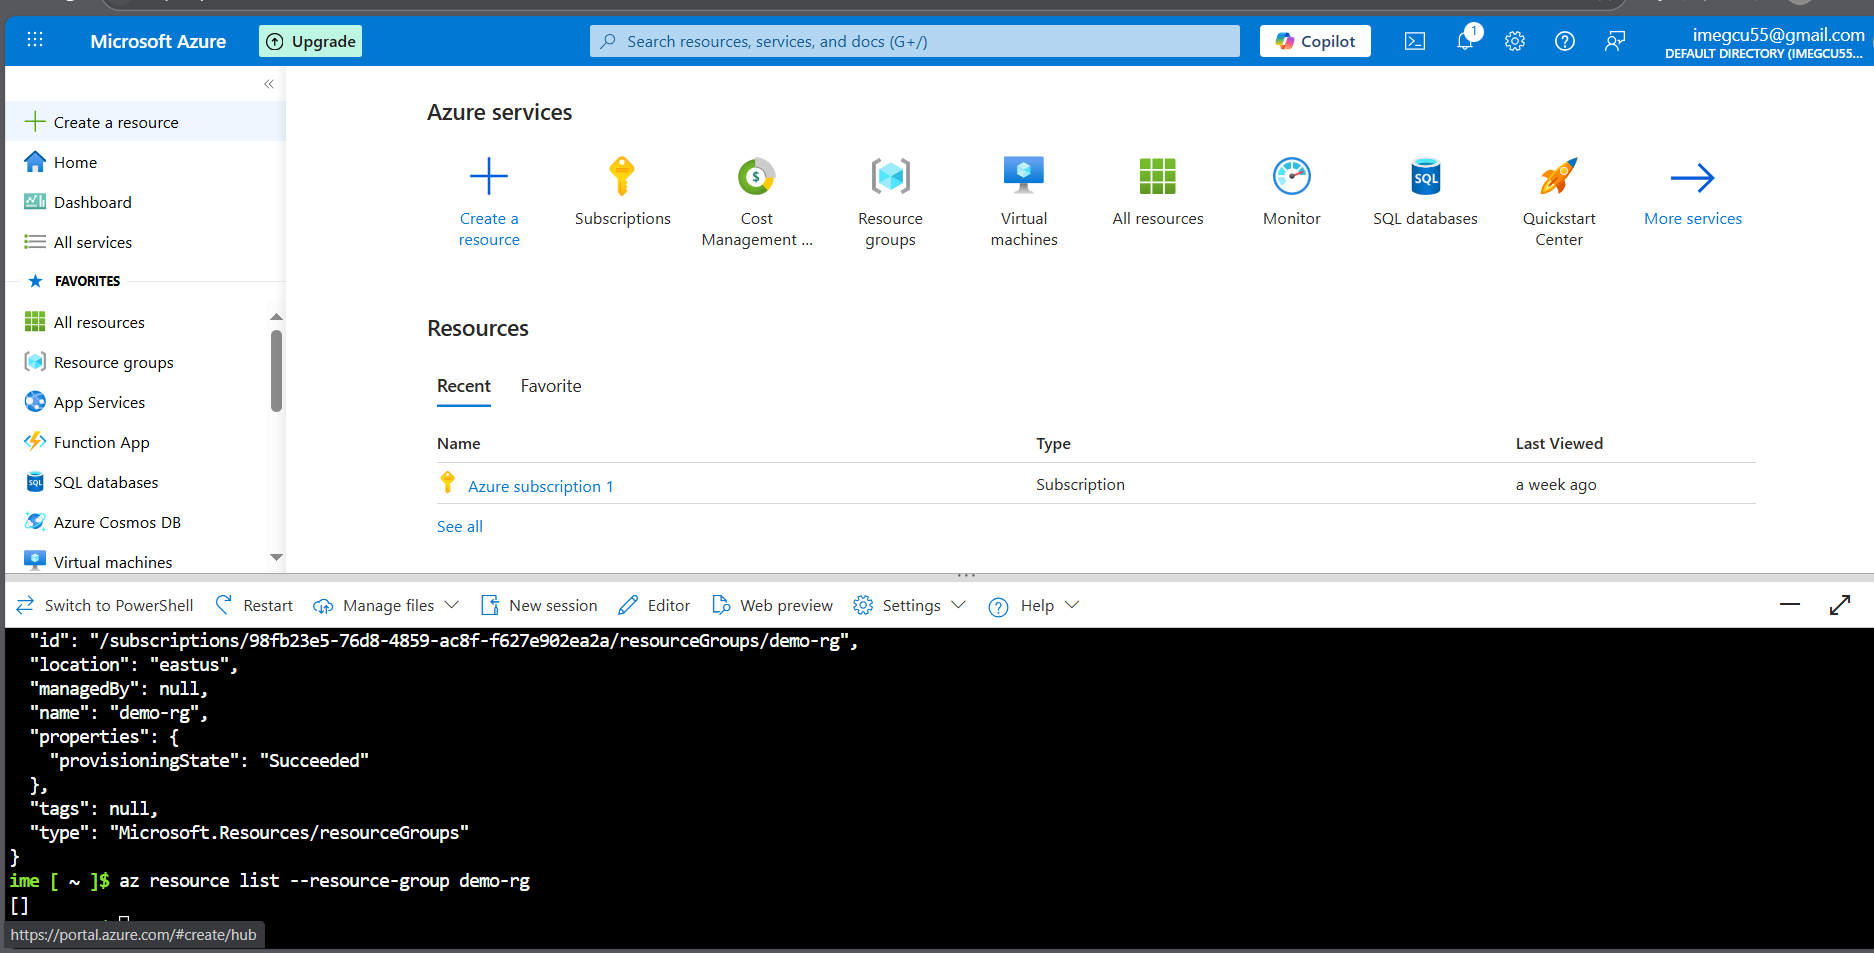 Microsoft Azure
Upgrade
Search resources, services, and docs (G+/)
Copilot
1
imegcu55@gmail.com
DEFAULT DIRECTORY (IMEGCU55...
«
Create a resource
Home
Dashboard
All services
FAVORITES
All resources
Resource groups
App Services
Function App
SQL databases
Azure Cosmos DB
Virtual machines
Azure services
Create a resource
Subscriptions
Cost Management ...
Resource groups
Virtual machines
All resources
Monitor
SQL databases
Quickstart Center
More services
Resources
Recent Favorite
Name Type Last Viewed
Azure subscription 1 Subscription a week ago
See all
Switch to PowerShell Restart Manage files New session Editor Web preview Settings Help
"id": "/subscriptions/98fb23e5-76d8-4859-ac8f-f627e902ea2a/resourceGroups/demo-rg",
"location": "eastus",
"managedBy": null,
"name": "demo-rg",
"properties": {
"provisioningState": "Succeeded"
},
"tags": null,
"type": "Microsoft.Resources/resourceGroups"
}
ime [ ~ ]$ az resource list --resource-group demo-rg
[]
https://portal.azure.com/#create/hub